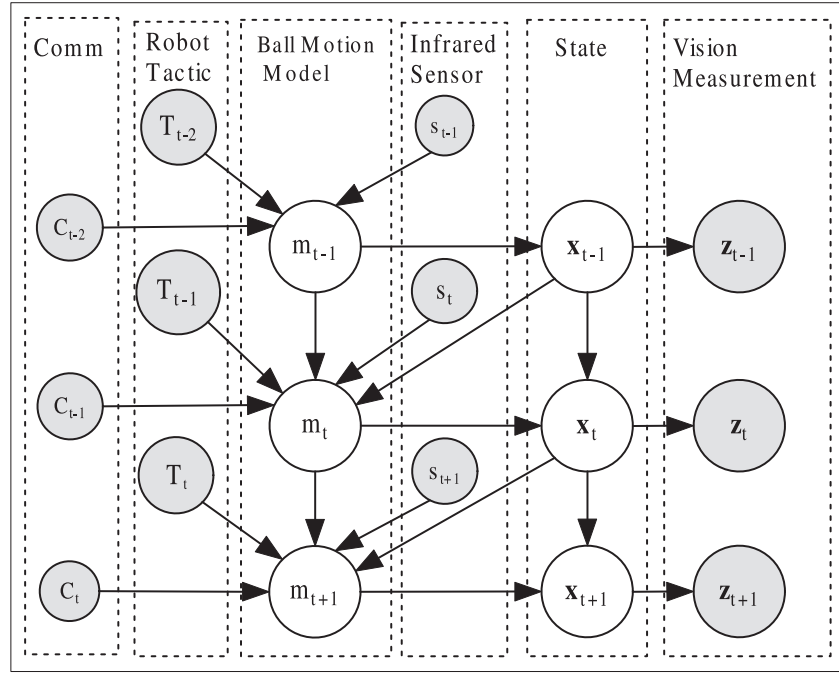 Comm
Robot
Tactic
Ball Motion
Model
Infrared
Sensor
State
Vision
Measurement
T_{t-2}
s_{t-1}
C_{t-2}
m_{t-1}
x_{t-1}
z_{t-1}
T_{t-1}
s_t
C_{t-1}
m_t
x_t
z_t
T_t
s_{t+1}
C_t
m_{t+1}
x_{t+1}
z_{t+1}